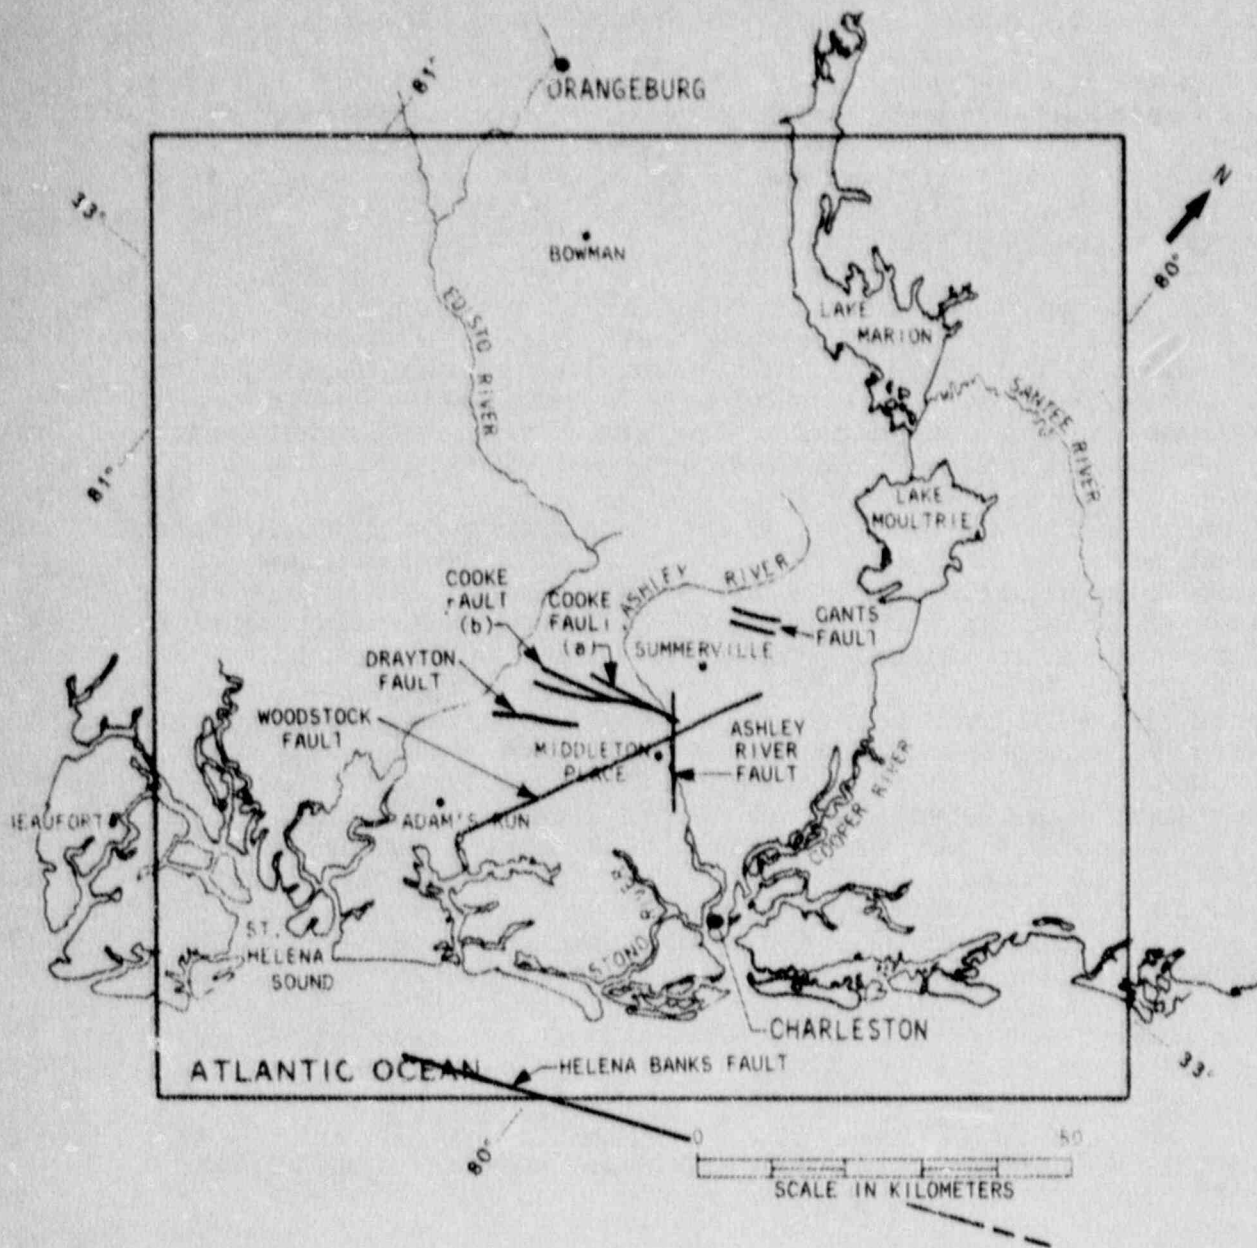 ORANGEBURG
81°
33°
N
80°
BOWMAN
EDISTO RIVER
LAKE
MARION
SANTEE RIVER
81°
LAKE
MOULTRIE
COOKE
FAULT
(b)
COOKE
FAULT
(a)
ASHLEY RIVER
GANTS
FAULT
SUMMERVILLE
DRAYTON
FAULT
WOODSTOCK
FAULT
MIDDLETON
PLACE
ASHLEY
RIVER
FAULT
BEAUFORT
ADAM'S RUN
COOPER RIVER
ST.
HELENA
SOUND
STONO RIVER
CHARLESTON
33°
ATLANTIC OCEAN
HELENA BANKS FAULT
80°
0 50
SCALE IN KILOMETERS